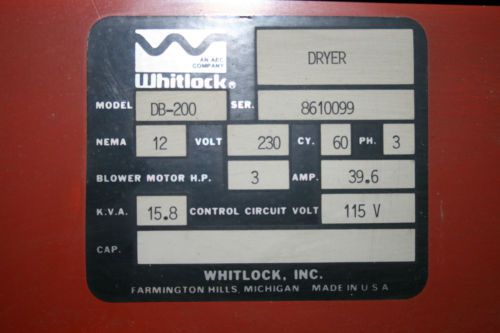 AN AEC
COMPANY
Whitlock®
DRYER
MODEL DB-200 SER. 8610099
NEMA 12 VOLT 230 CY. 60 PH. 3
BLOWER MOTOR H.P. 3 AMP. 39.6
K.V.A. 15.8 CONTROL CIRCUIT VOLT 115 V
CAP.
WHITLOCK, INC.
FARMINGTON HILLS, MICHIGAN MADE IN U S A